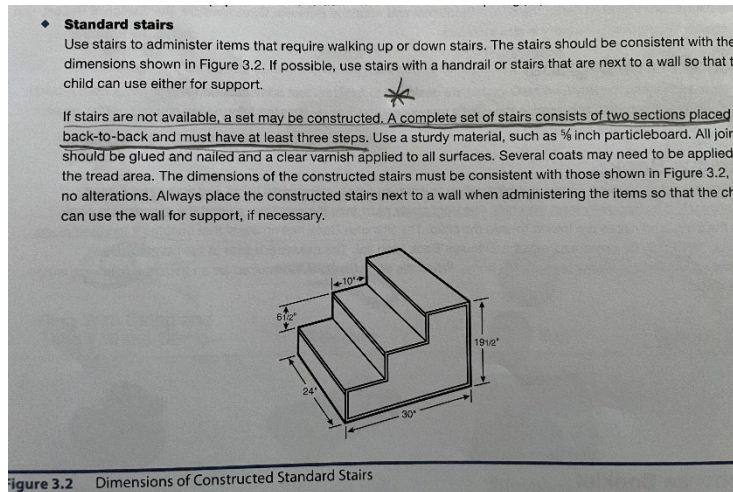 ◆ Standard stairs
Use stairs to administer items that require walking up or down stairs. The stairs should be consistent with the
dimensions shown in Figure 3.2. If possible, use stairs with a handrail or stairs that are next to a wall so that t
child can use either for support.
If stairs are not available, a set may be constructed. A complete set of stairs consists of two sections placed
back-to-back and must have at least three steps. Use a sturdy material, such as ⅝ inch particleboard. All join
should be glued and nailed and a clear varnish applied to all surfaces. Several coats may need to be applied
the tread area. The dimensions of the constructed stairs must be consistent with those shown in Figure 3.2,
no alterations. Always place the constructed stairs next to a wall when administering the items so that the ch
can use the wall for support, if necessary.
10"
61/2"
191/2"
24"
30"
Figure 3.2 Dimensions of Constructed Standard Stairs